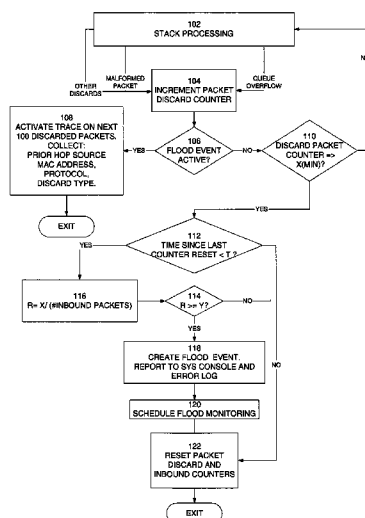 102
STACK PROCESSING
OTHER
DISCARDS
MALFORMED
PACKET
QUEUE
OVERFLOW
N
104
INCREMENT PACKET
DISCARD COUNTER
108
ACTIVATE TRACE ON NEXT
100 DISCARDED PACKETS.
COLLECT:
PRIOR HOP SOURCE
MAC ADDRESS,
PROTOCOL,
DISCARD TYPE.
YES
106
FLOOD EVENT
ACTIVE?
NO
110
DISCARD PACKET
COUNTER =>
X(MIN)?
EXIT
YES
YES
112
TIME SINCE LAST
COUNTER RESET < T ?
116
R= X/ (#INBOUND PACKETS)
114
R >= Y?
NO
YES
NO
118
CREATE FLOOD EVENT.
REPORT TO SYS CONSOLE AND
ERROR LOG
120
SCHEDULE FLOOD MONITORING
122
RESET PACKET
DISCARD AND
INBOUND COUNTERS
EXIT